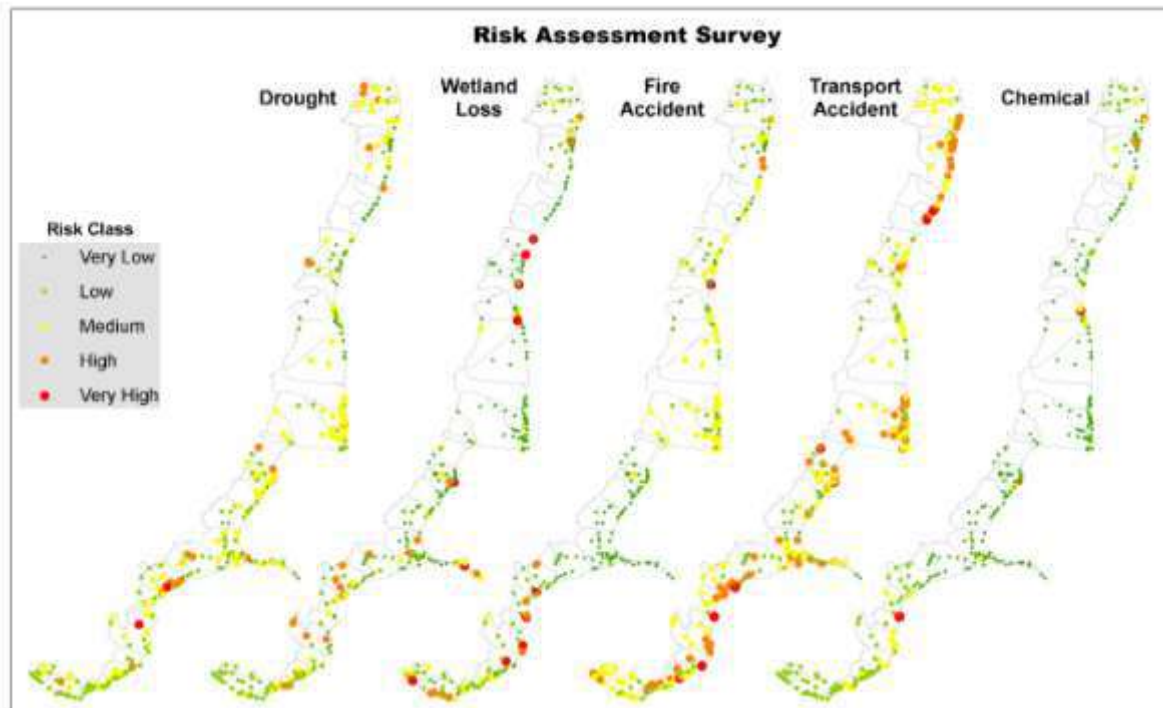 Risk Assessment Survey
Drought
Wetland
Loss
Fire
Accident
Transport
Accident
Chemical
Risk Class
Very Low
Low
Medium
High
Very High